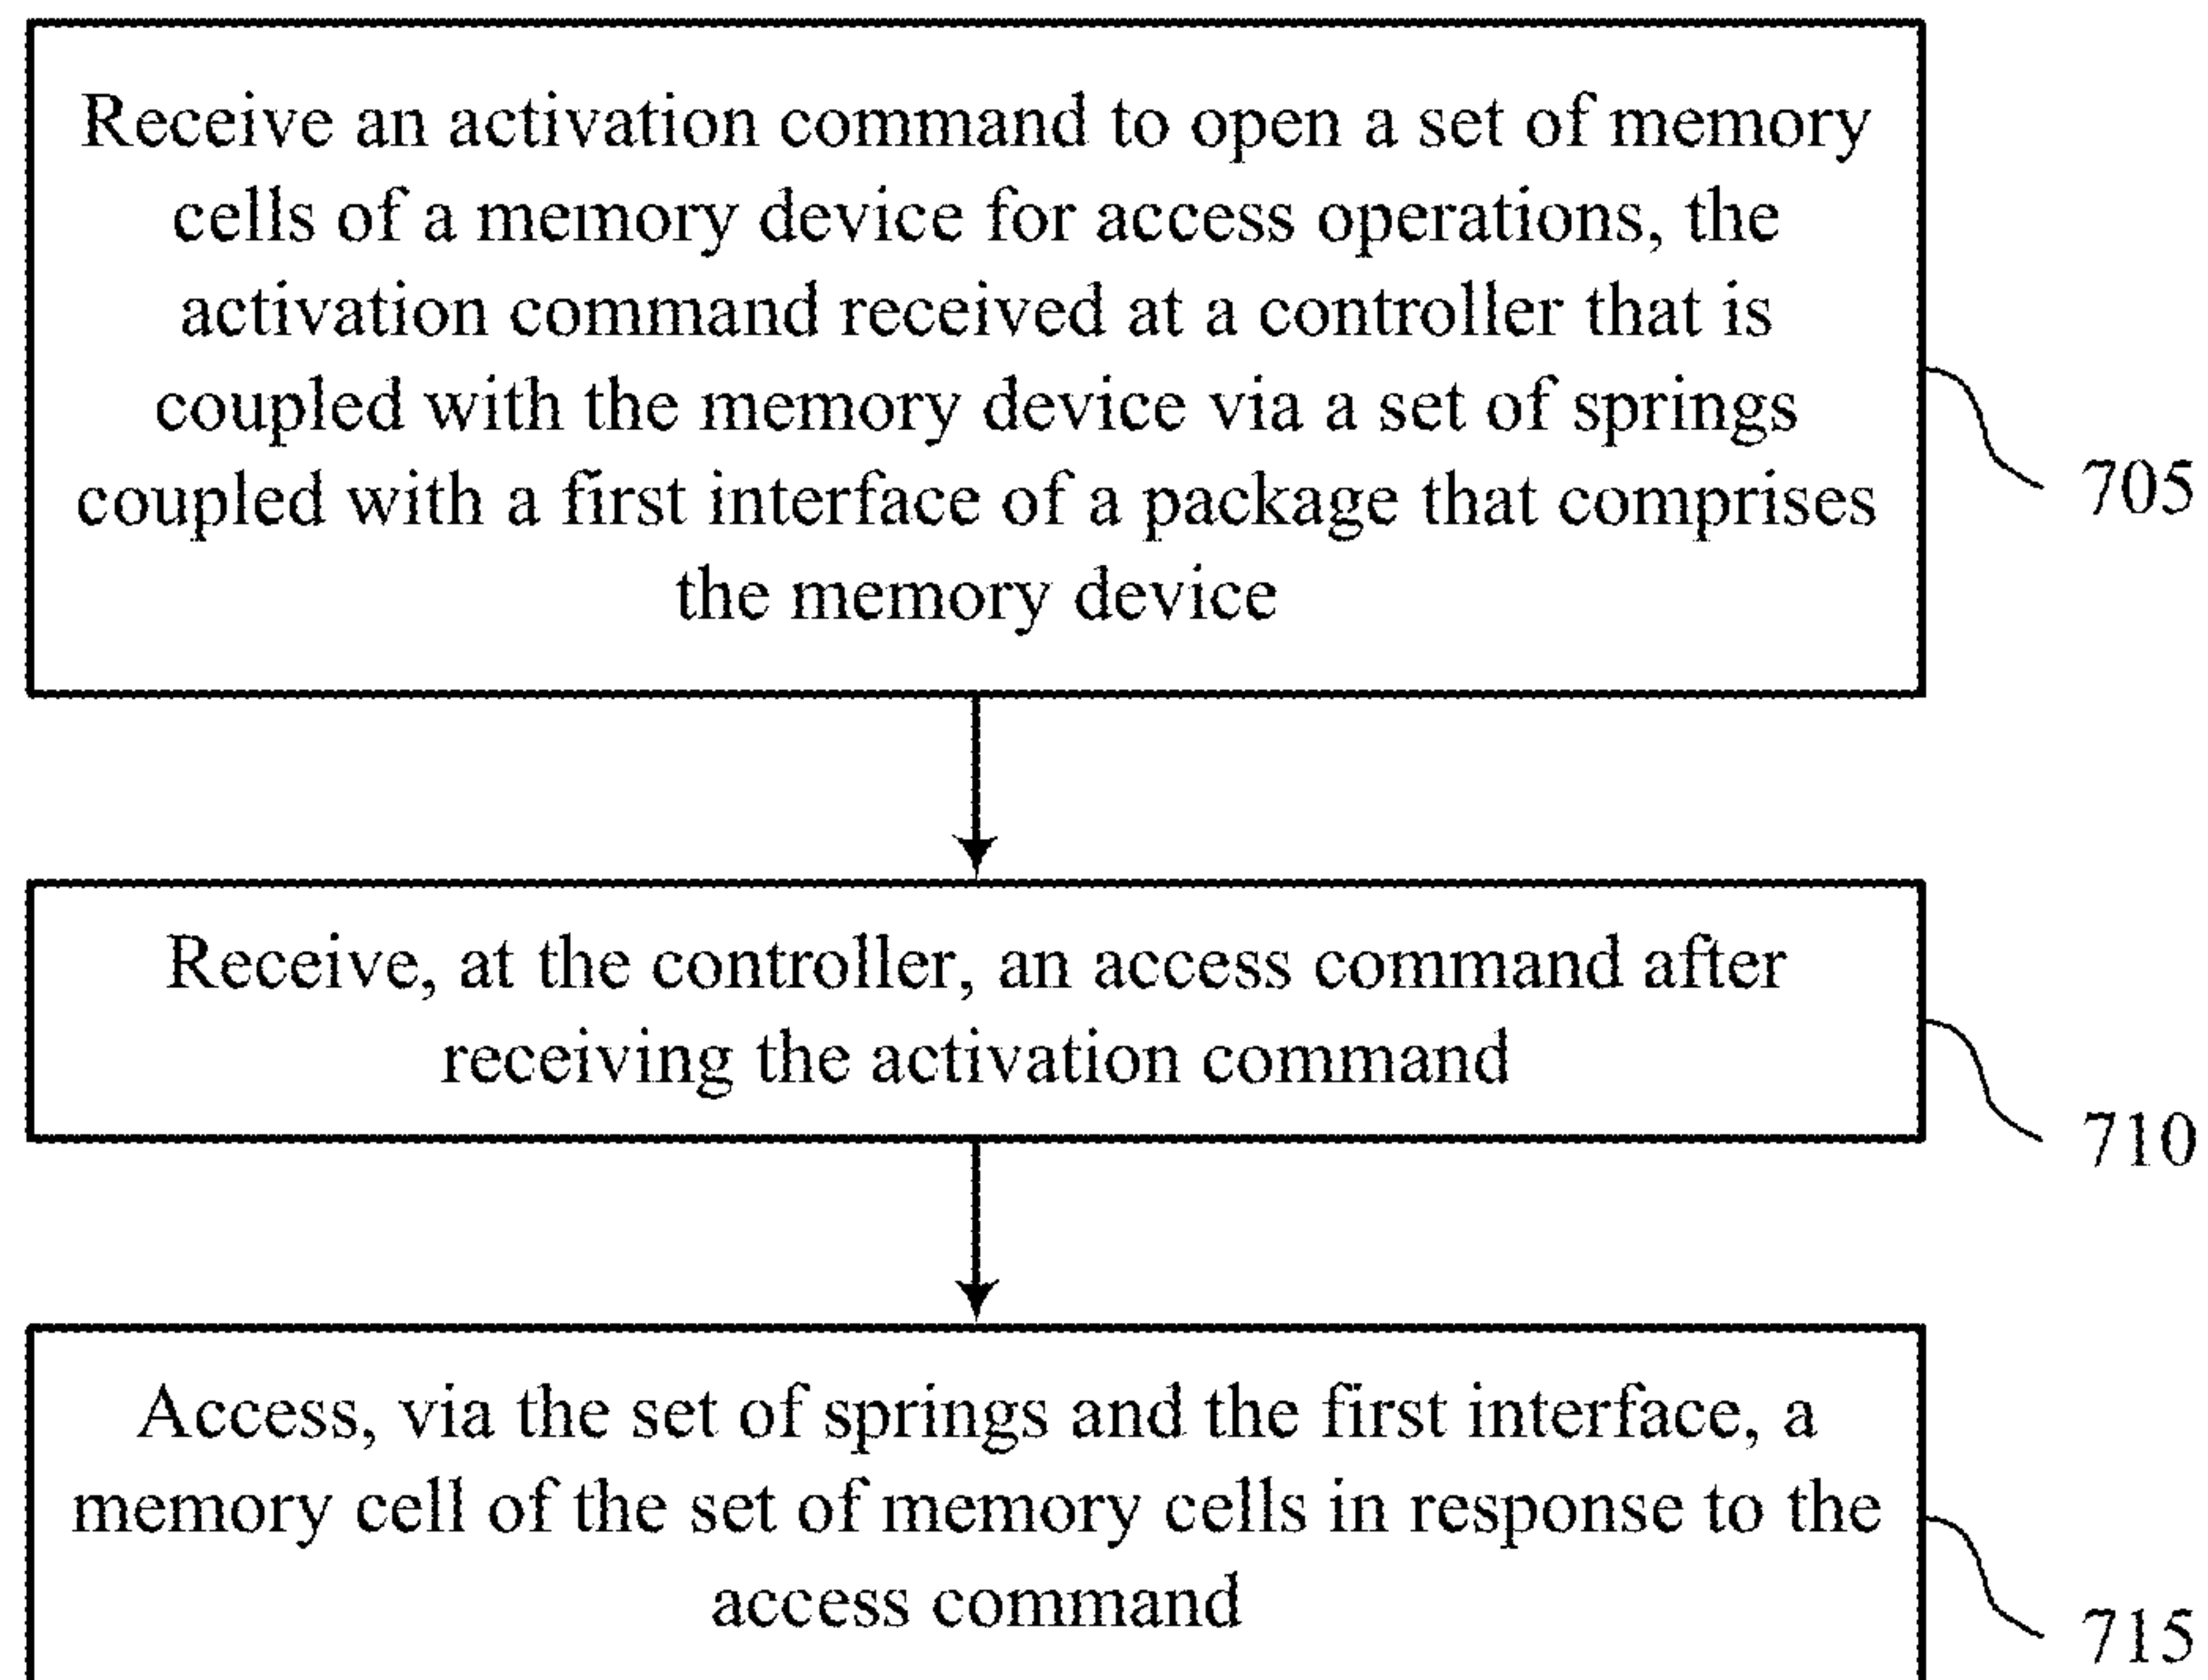 Receive an activation command to open a set of memory
cells of a memory device for access operations, the
activation command received at a controller that is
coupled with the memory device via a set of springs
coupled with a first interface of a package that comprises
the memory device
705
Receive, at the controller, an access command after
receiving the activation command
710
Access, via the set of springs and the first interface, a
memory cell of the set of memory cells in response to the
access command
715